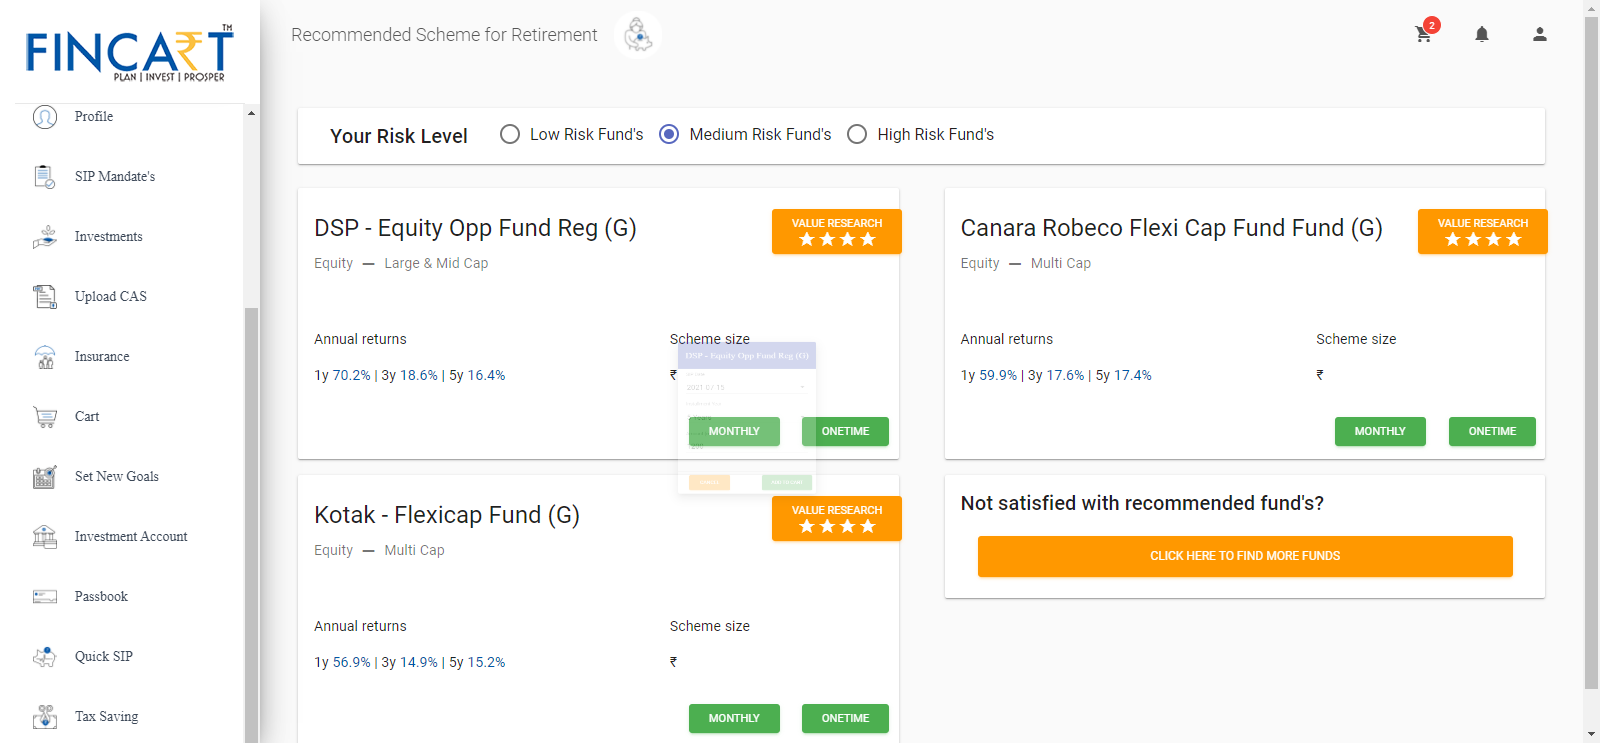 FINCART
TM
PLAN | INVEST | PROSPER
Profile
SIP Mandate's
Investments
Upload CAS
Insurance
Cart
Set New Goals
Investment Account
Passbook
Quick SIP
Tax Saving
Recommended Scheme for Retirement
2
Your Risk Level Low Risk Fund's Medium Risk Fund's High Risk Fund's
DSP - Equity Opp Fund Reg (G)
VALUE RESEARCH
Equity — Large & Mid Cap
Annual returns Scheme size
1y 70.2% | 3y 18.6% | 5y 16.4% ₹
MONTHLY ONETIME
DSP - Equity Opp Fund Reg (G)
Canara Robeco Flexi Cap Fund Fund (G)
VALUE RESEARCH
Equity — Multi Cap
Annual returns Scheme size
1y 59.9% | 3y 17.6% | 5y 17.4% ₹
MONTHLY ONETIME
Kotak - Flexicap Fund (G)
VALUE RESEARCH
Equity — Multi Cap
Annual returns Scheme size
1y 56.9% | 3y 14.9% | 5y 15.2% ₹
MONTHLY ONETIME
Not satisfied with recommended fund's?
CLICK HERE TO FIND MORE FUNDS